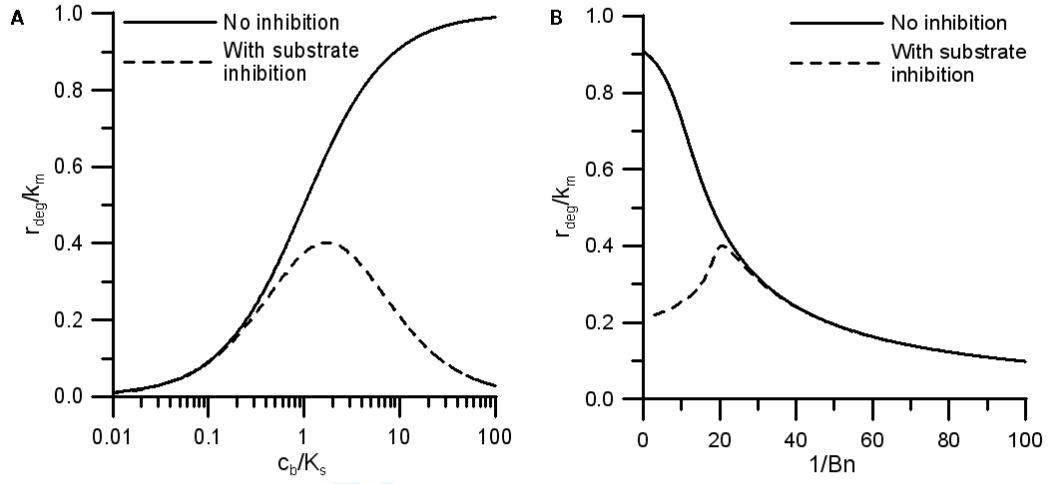 A
No inhibition
With substrate
inhibition
1.0
0.8
0.6
0.4
0.2
0.0
r_deg/k_m
0.01 0.1 1 10 100
c_b/K_s
B
No inhibition
With substrate
inhibition
1.0
0.8
0.6
0.4
0.2
0.0
r_deg/k_m
0 20 40 60 80 100
1/Bn